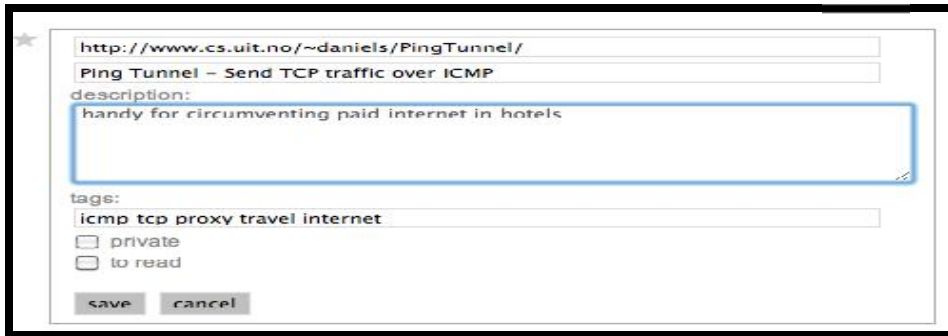 http://www.cs.uit.no/~daniels/PingTunnel/
Ping Tunnel - Send TCP traffic over ICMP
description:
handy for circumventing paid internet in hotels
tags:
icmp tcp proxy travel internet
private
to read
save cancel